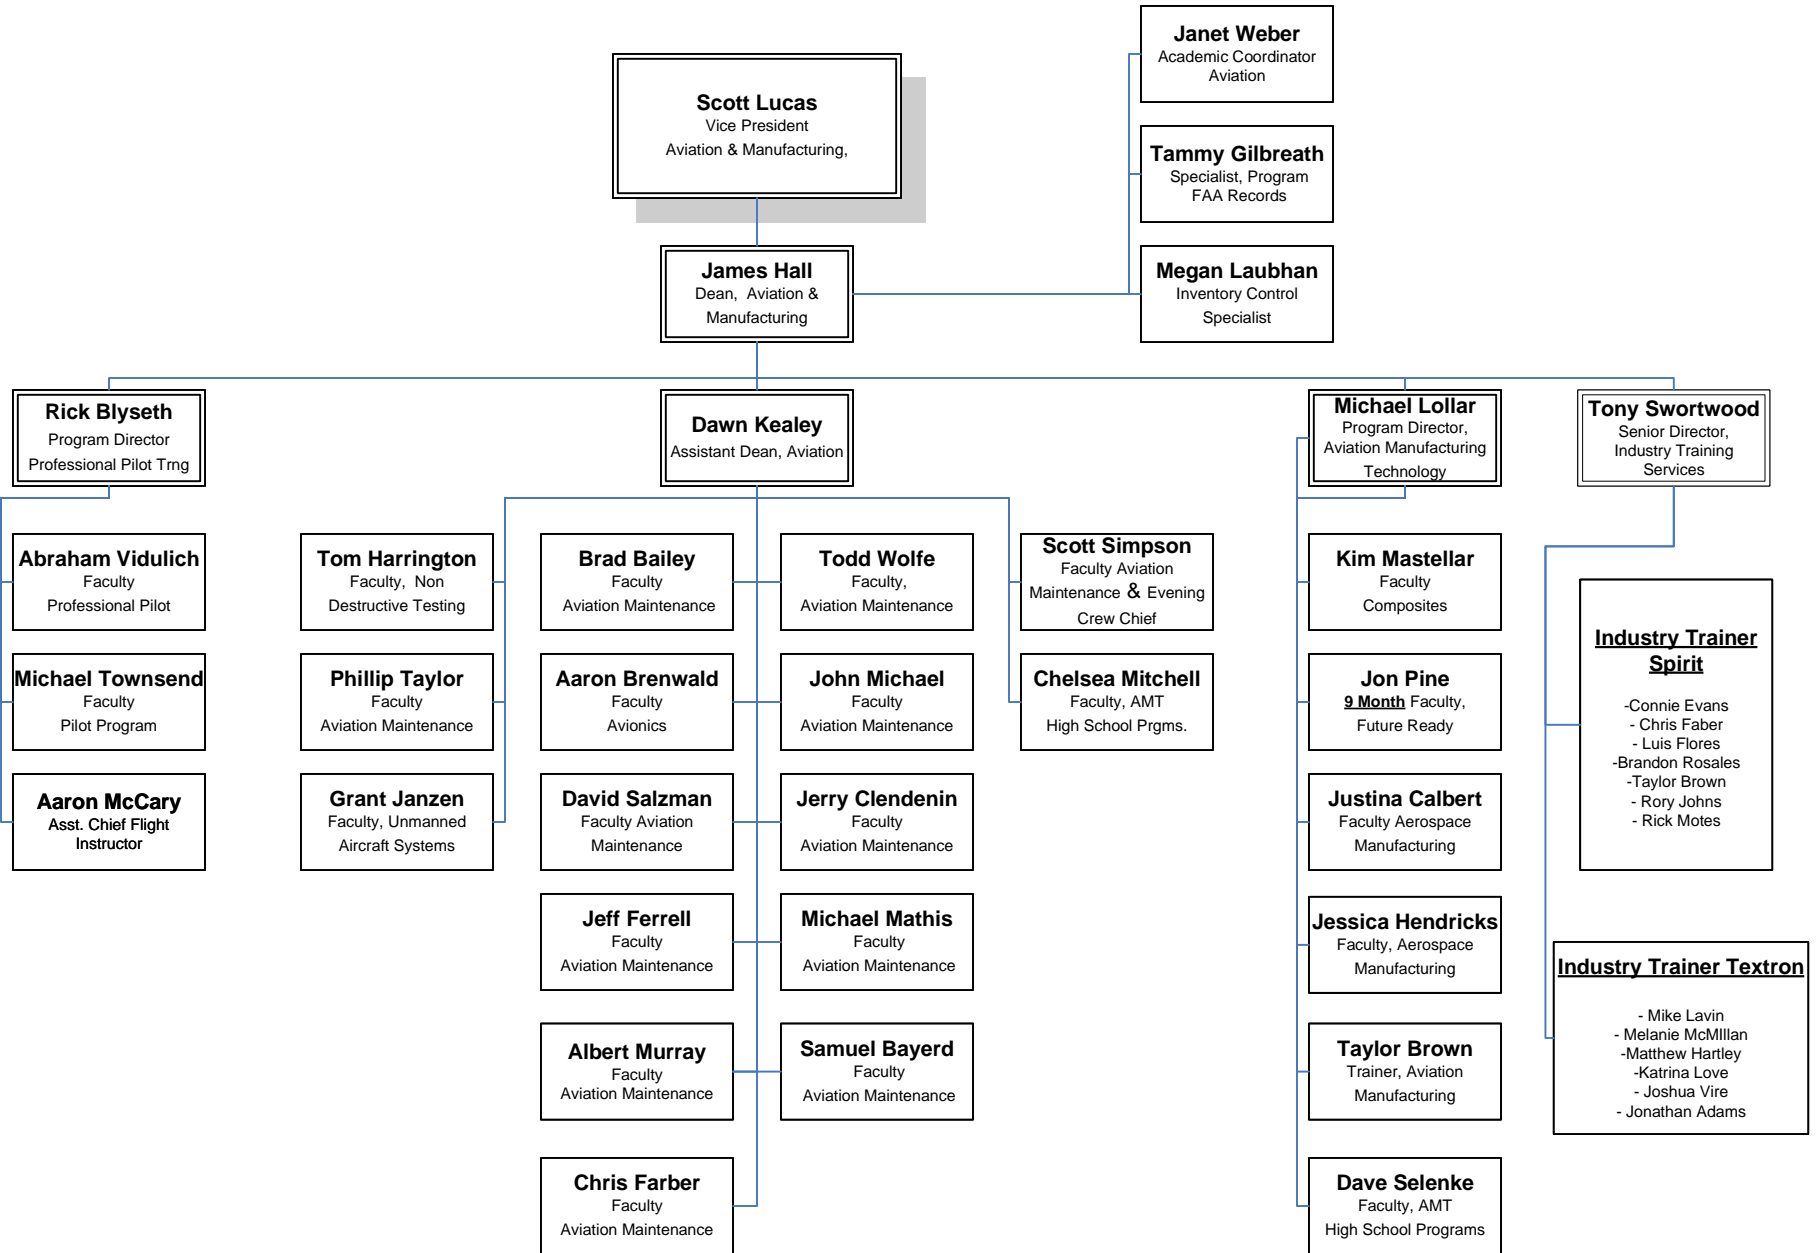 Janet Weber
Academic Coordinator
Aviation
Scott Lucas
Vice President
Aviation & Manufacturing,
Tammy Gilbreath
Specialist, Program
FAA Records
James Hall
Dean,  Aviation &
Manufacturing
Megan Laubhan
Inventory Control
Specialist
Rick Blyseth
Program Director
Professional Pilot Trng
Dawn Kealey
Assistant Dean, Aviation
Michael Lollar
Program Director,
Aviation Manufacturing
Technology
Tony Swortwood
Senior Director,
Industry Training
Services
Abraham Vidulich
Faculty
Professional Pilot
Michael Townsend
Faculty
Pilot Program
Aaron McCary
Asst. Chief Flight
Instructor
Tom Harrington
Faculty,  Non
Destructive Testing
Phillip Taylor
Faculty
Aviation Maintenance
Grant Janzen
Faculty, Unmanned
Aircraft Systems
Brad Bailey
Faculty
Aviation Maintenance
Aaron Brenwald
Faculty
Avionics
David Salzman
Faculty Aviation
Maintenance
Jeff Ferrell
Faculty
Aviation Maintenance
Albert Murray
Faculty
Aviation Maintenance
Chris Farber
Faculty
Aviation Maintenance
Todd Wolfe
Faculty,
Aviation Maintenance
John Michael
Faculty
Aviation Maintenance
Jerry Clendenin
Faculty
Aviation Maintenance
Michael Mathis
Faculty
Aviation Maintenance
Samuel Bayerd
Faculty
Aviation Maintenance
Scott Simpson
Faculty Aviation
Maintenance & Evening
Crew Chief
Chelsea Mitchell
Faculty, AMT
High School Prgms.
Kim Mastellar
Faculty
Composites
Jon Pine
9 Month Faculty,
Future Ready
Justina Calbert
Faculty Aerospace
Manufacturing
Jessica Hendricks
Faculty, Aerospace
Manufacturing
Taylor Brown
Trainer, Aviation
Manufacturing
Dave Selenke
Faculty, AMT
High School Programs
Industry Trainer
Spirit
-Connie Evans
- Chris Faber
- Luis Flores
-Brandon Rosales
-Taylor Brown
- Rory Johns
- Rick Motes
Industry Trainer Textron
- Mike Lavin
- Melanie McMIllan
-Matthew Hartley
-Katrina Love
- Joshua Vire
- Jonathan Adams